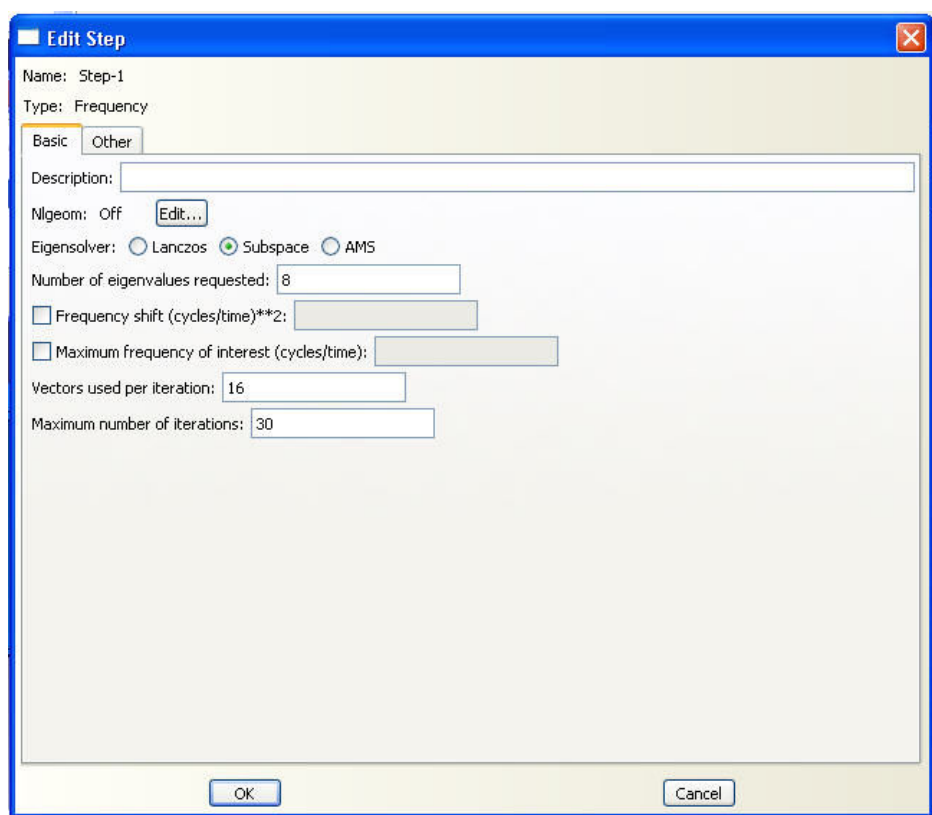 Edit Step
Name: Step-1
Type: Frequency
Basic Other
Description:
Nlgeom: Off Edit...
Eigensolver: Lanczos Subspace AMS
Number of eigenvalues requested: 8
Frequency shift (cycles/time)**2:
Maximum frequency of interest (cycles/time):
Vectors used per iteration: 16
Maximum number of iterations: 30
OK Cancel